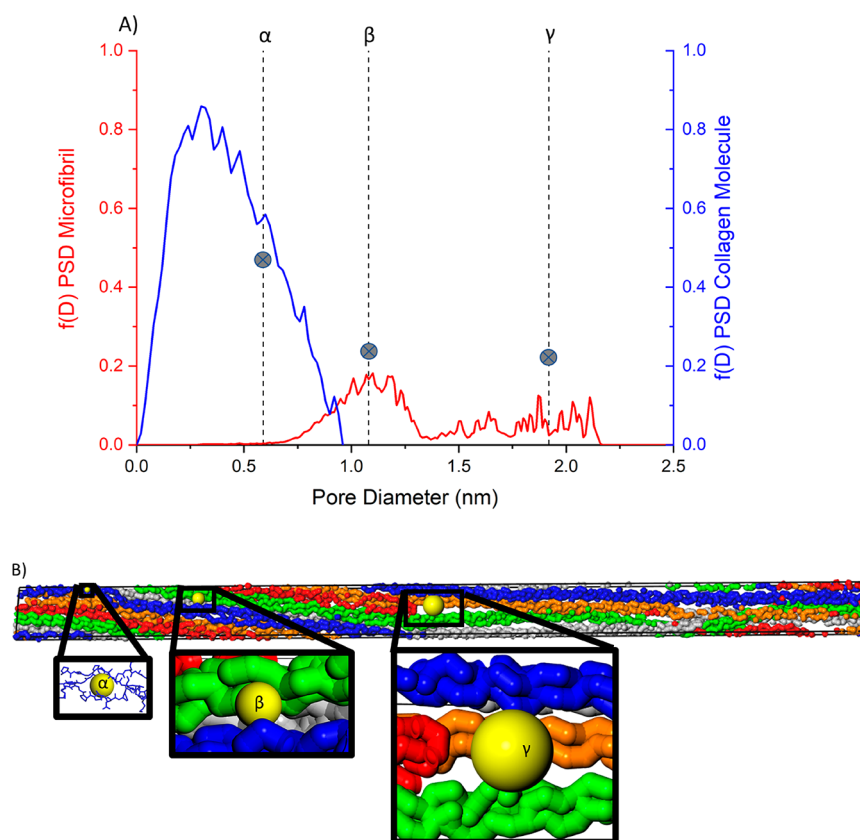 A)
α β γ
1.0 1.0
0.8 0.8
0.6 0.6
0.4 0.4
0.2 0.2
0.0 0.0
f(D) PSD Microfibril
f(D) PSD Collagen Molecule
0.0 0.5 1.0 1.5 2.0 2.5
Pore Diameter (nm)
B)
α
β
γ